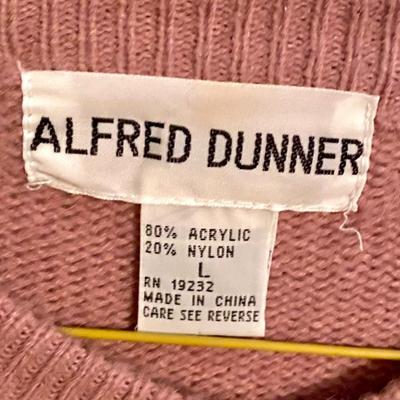 ALFRED DUNNER
80% ACRYLIC
20% NYLON
L
RN 19232
MADE IN CHINA
CARE SEE REVERSE